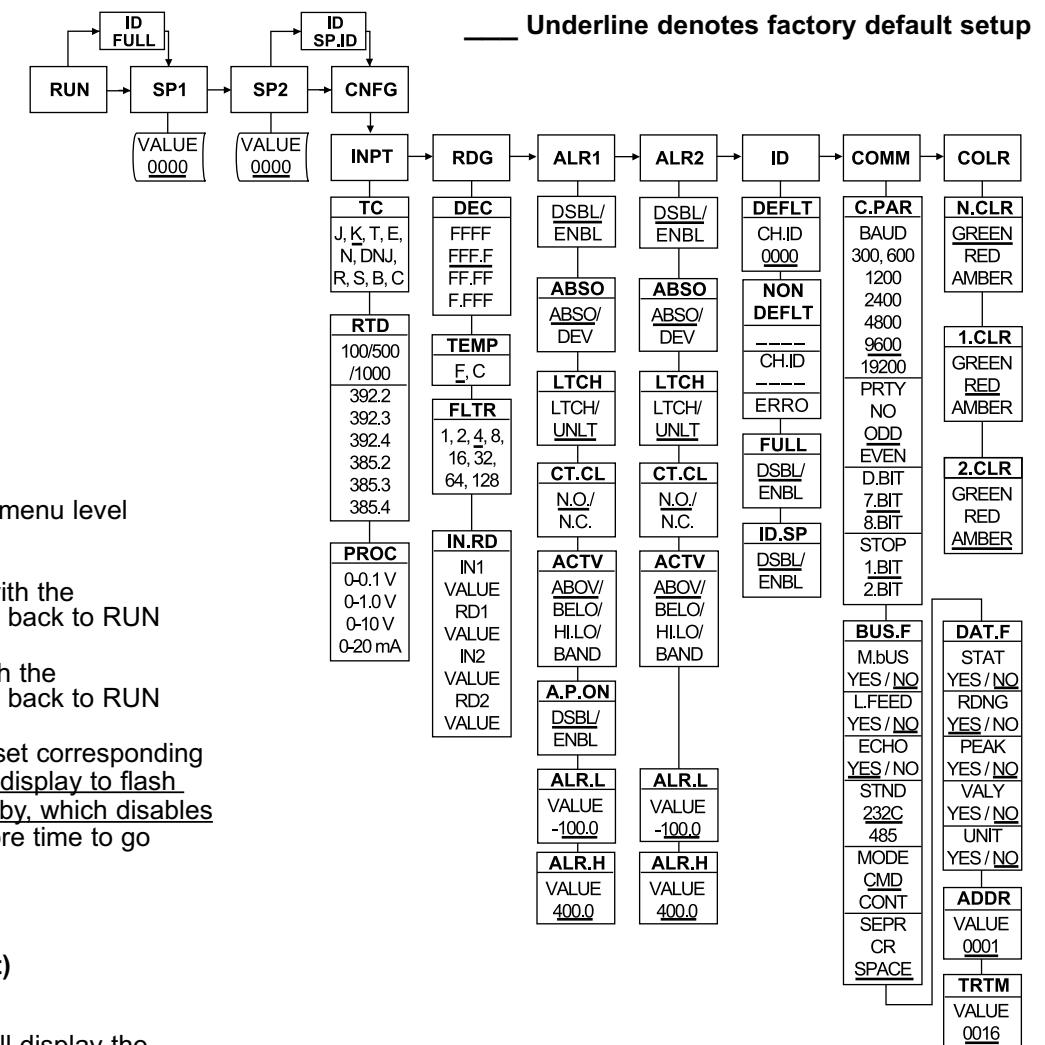 ___ Underline denotes factory default setup
ID
FULL
ID
SP.ID
RUN
SP1
SP2
CNFG
VALUE
0000
VALUE
0000
INPT
RDG
ALR1
ALR2
ID
COMM
COLR
TC
J, K, T, E,
N, DNJ,
R, S, B, C
RTD
100/500
/1000
392.2
392.3
392.4
385.2
385.3
385.4
PROC
0-0.1 V
0-1.0 V
0-10 V
0-20 mA
DEC
FFFF
FFF.F
FF.FF
F.FFF
TEMP
F, C
FLTR
1, 2, 4, 8,
16, 32,
64, 128
IN.RD
IN1
VALUE
RD1
VALUE
IN2
VALUE
RD2
VALUE
DSBL/
ENBL
ABSO
ABSO/
DEV
LTCH
LTCH/
UNLT
CT.CL
N.O./
N.C.
ACTV
ABOV/
BELO/
HI.LO/
BAND
A.P.ON
DSBL/
ENBL
ALR.L
VALUE
-100.0
ALR.H
VALUE
400.0
DSBL/
ENBL
ABSO
ABSO/
DEV
LTCH
LTCH/
UNLT
CT.CL
N.O./
N.C.
ACTV
ABOV/
BELO/
HI.LO/
BAND
ALR.L
VALUE
-100.0
ALR.H
VALUE
400.0
DEFLT
CH.ID
0000
NON
DEFLT
____
CH.ID
____
ERRO
FULL
DSBL/
ENBL
ID.SP
DSBL/
ENBL
C.PAR
BAUD
300, 600
1200
2400
4800
9600
19200
PRTY
NO
ODD
EVEN
D.BIT
7.BIT
8.BIT
STOP
1.BIT
2.BIT
BUS.F
M.bUS
YES / NO
L.FEED
YES / NO
ECHO
YES / NO
STND
232C
485
MODE
CMD
CONT
SEPR
CR
SPACE
N.CLR
GREEN
RED
AMBER
1.CLR
GREEN
RED
AMBER
2.CLR
GREEN
RED
AMBER
DAT.F
STAT
YES / NO
RDNG
YES / NO
PEAK
YES / NO
VALY
YES / NO
UNIT
YES / NO
ADDR
VALUE
0001
TRTM
VALUE
0016
menu level
with the
back to RUN
h the
back to RUN
set corresponding
display to flash
by, which disables
ore time to go
t)
ll display the